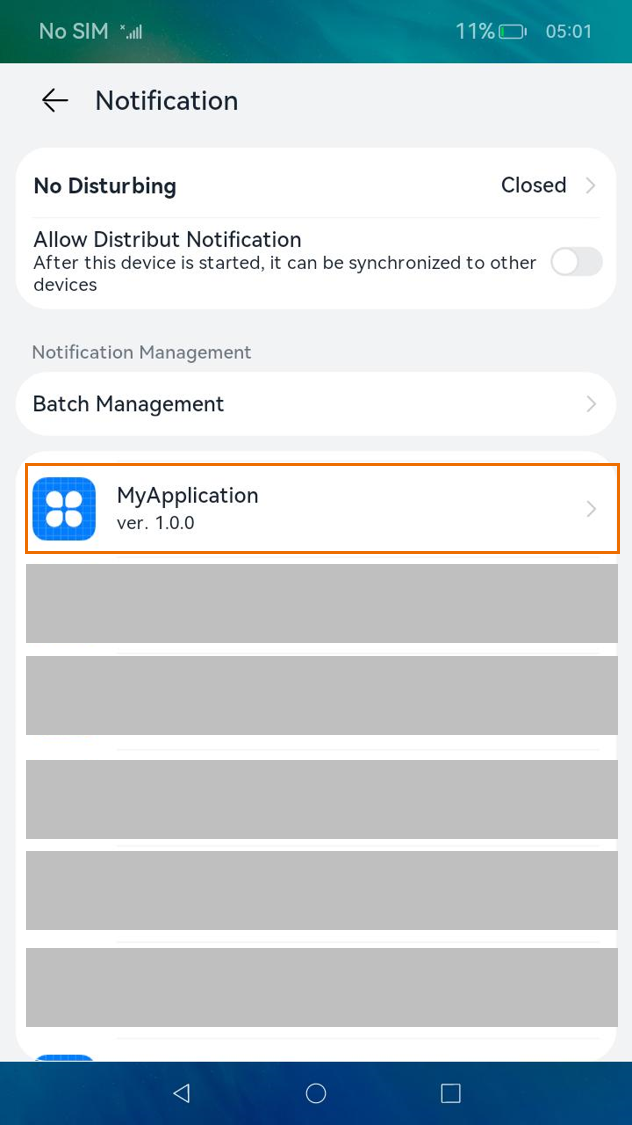 No SIM 11% 05:01
Notification
No Disturbing Closed
Allow Distribut Notification
After this device is started, it can be synchronized to other
devices
Notification Management
Batch Management
MyApplication
ver. 1.0.0